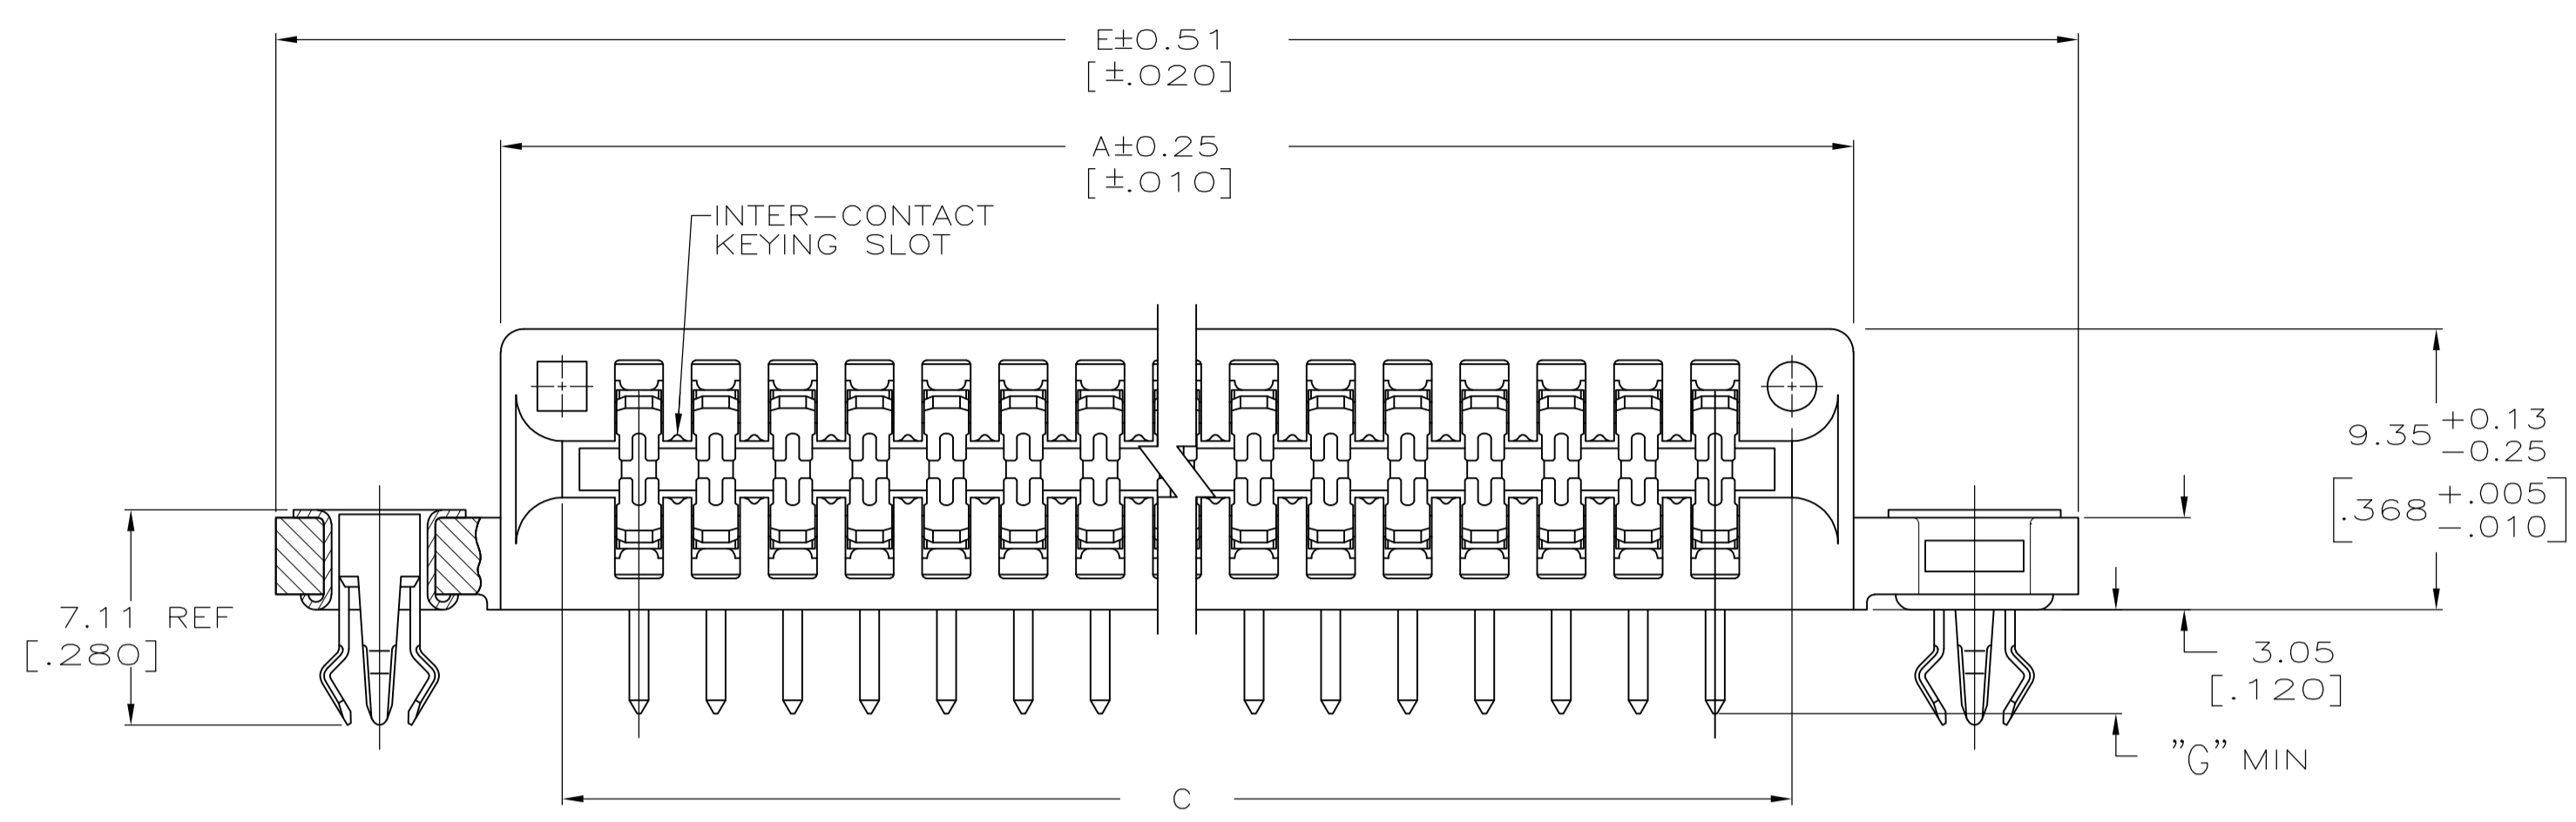 E±0.51
[±.020]
A±0.25
[±.010]
INTER-CONTACT
KEYING SLOT
9.35 +0.13
-0.25
[.368 +.005
-.010]
7.11 REF
[.280]
3.05
[.120]
"G" MIN
C